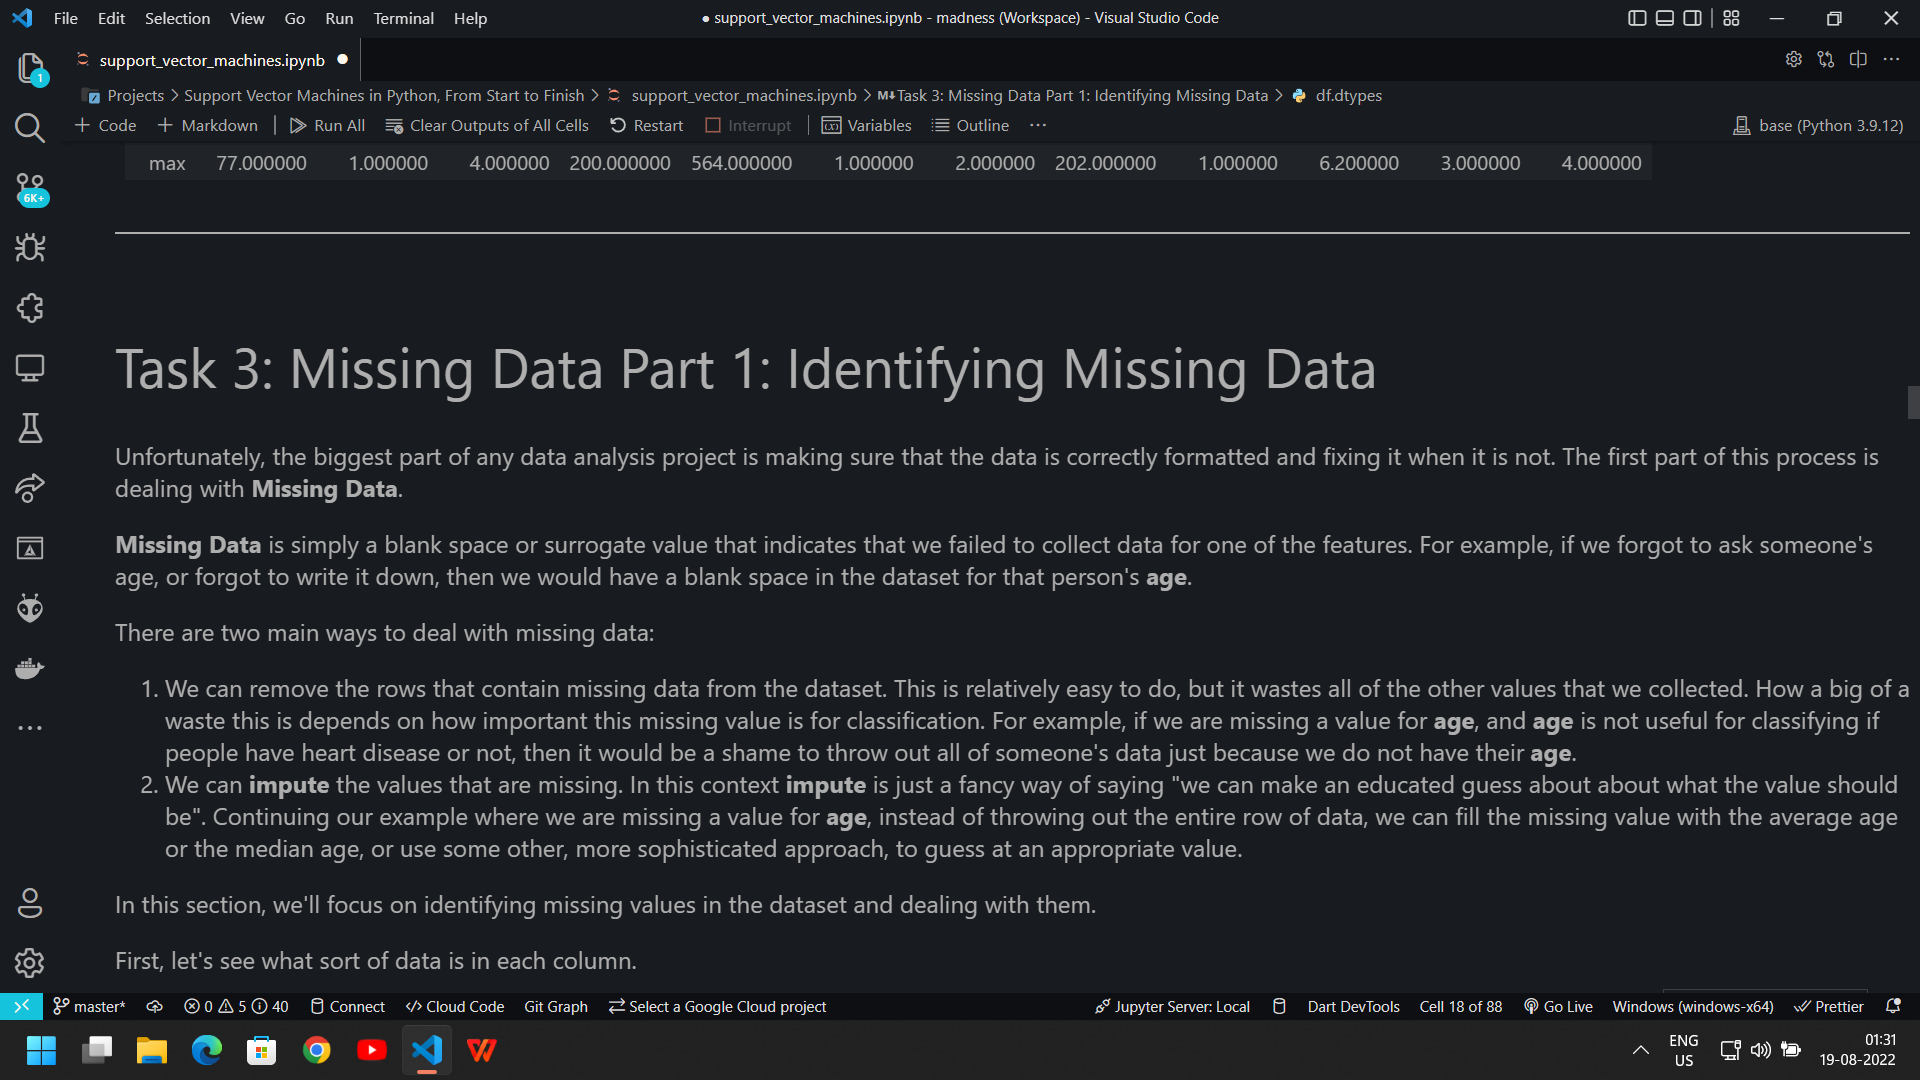 File Edit Selection View Go Run Terminal Help
● support_vector_machines.ipynb - madness (Workspace) - Visual Studio Code
support_vector_machines.ipynb ●
Projects > Support Vector Machines in Python, From Start to Finish > support_vector_machines.ipynb > M↓Task 3: Missing Data Part 1: Identifying Missing Data > df.dtypes
+ Code + Markdown | Run All Clear Outputs of All Cells Restart Interrupt | Variables Outline ···
base (Python 3.9.12)
max 77.000000 1.000000 4.000000 200.000000 564.000000 1.000000 2.000000 202.000000 1.000000 6.200000 3.000000 4.000000
1
6K+
Task 3: Missing Data Part 1: Identifying Missing Data
Unfortunately, the biggest part of any data analysis project is making sure that the data is correctly formatted and fixing it when it is not. The first part of this process is
dealing with Missing Data.
Missing Data is simply a blank space or surrogate value that indicates that we failed to collect data for one of the features. For example, if we forgot to ask someone's
age, or forgot to write it down, then we would have a blank space in the dataset for that person's age.
There are two main ways to deal with missing data:
1. We can remove the rows that contain missing data from the dataset. This is relatively easy to do, but it wastes all of the other values that we collected. How a big of a
waste this is depends on how important this missing value is for classification. For example, if we are missing a value for age, and age is not useful for classifying if
people have heart disease or not, then it would be a shame to throw out all of someone's data just because we do not have their age.
2. We can impute the values that are missing. In this context impute is just a fancy way of saying "we can make an educated guess about about what the value should
be". Continuing our example where we are missing a value for age, instead of throwing out the entire row of data, we can fill the missing value with the average age
or the median age, or use some other, more sophisticated approach, to guess at an appropriate value.
In this section, we'll focus on identifying missing values in the dataset and dealing with them.
First, let's see what sort of data is in each column.
master* 0 5 40 Connect Cloud Code Git Graph Select a Google Cloud project
Jupyter Server: Local Dart DevTools Cell 18 of 88 Go Live Windows (windows-x64) Prettier
ENG
US
01:31
19-08-2022